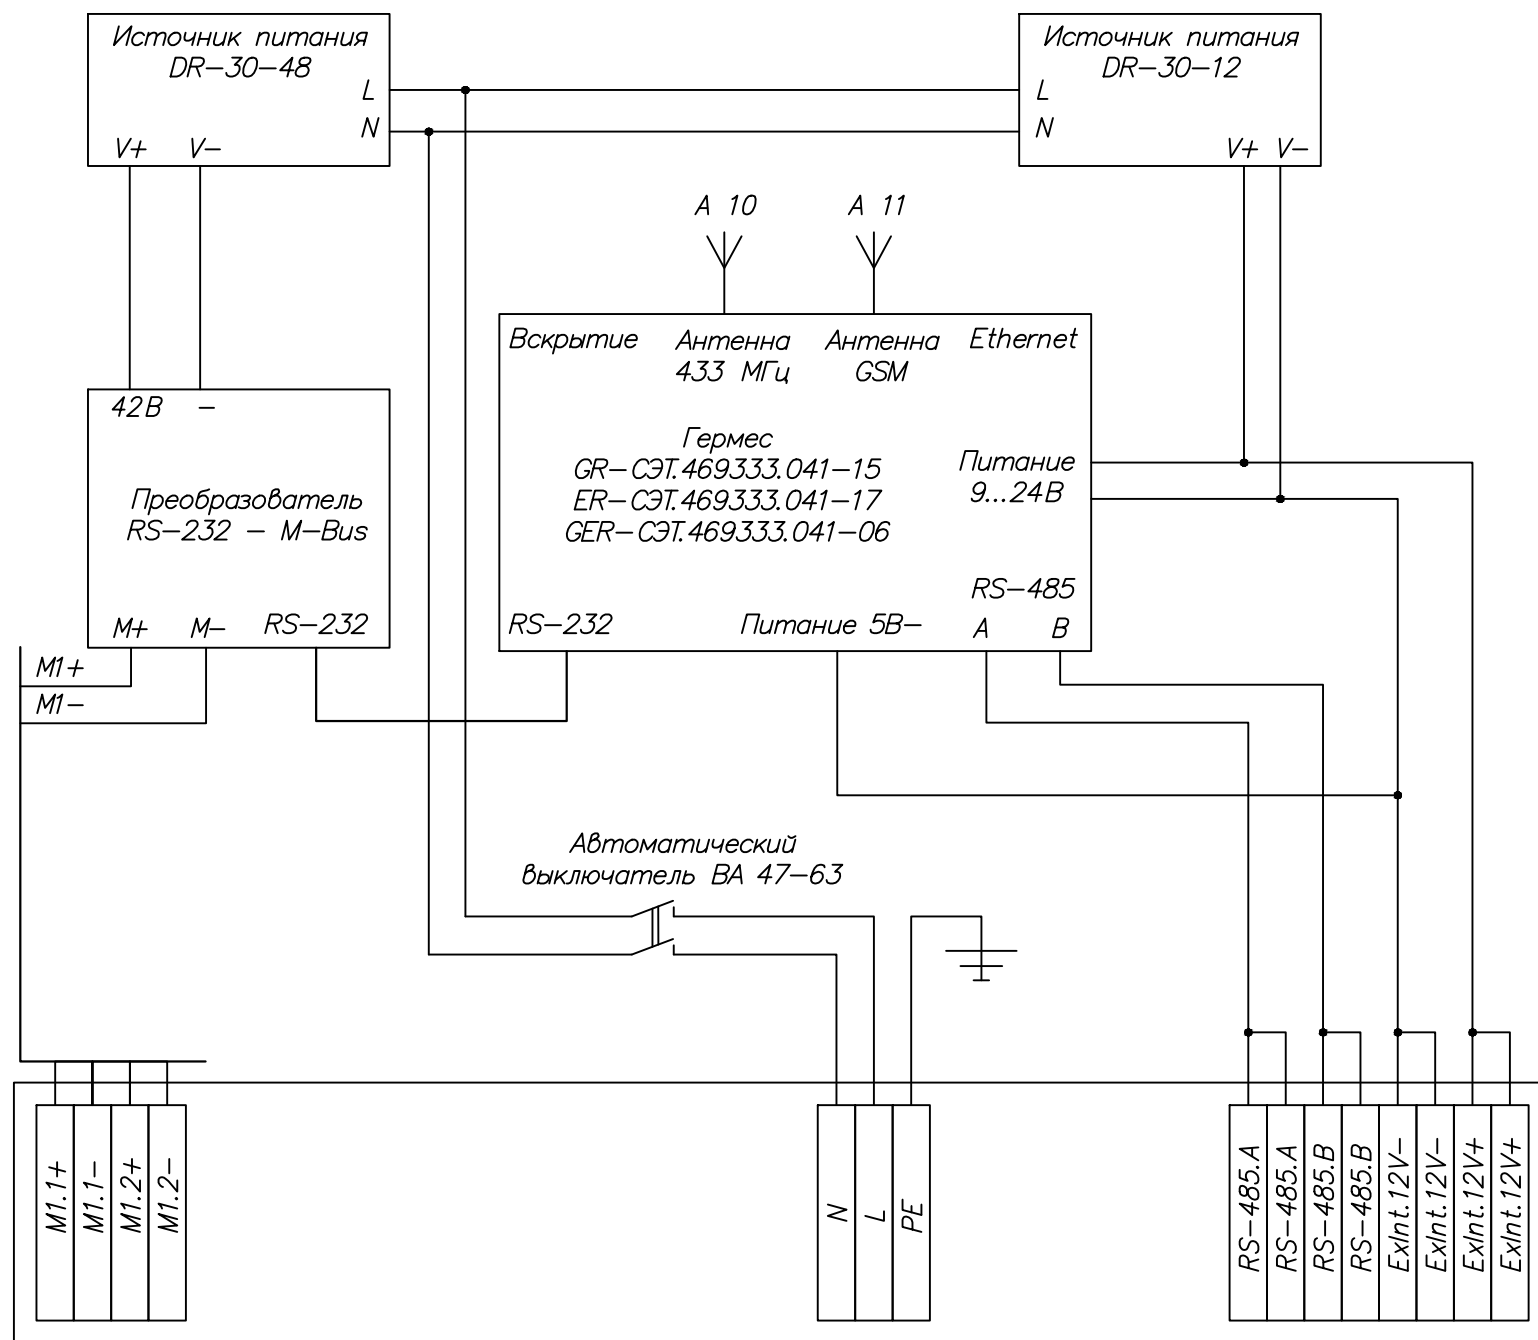 Источник питания
DR-30-48
L
N
V+ V-
Источник питания
DR-30-12
L
N
V+ V-
А 10
А 11
Вскрытие
Антенна
433 МГц
Антенна
GSM
Ethernet
Гермес
GR-СЭТ.469333.041-15
ER-СЭТ.469333.041-17
GER-СЭТ.469333.041-06
Питание
9...24В
RS-485
RS-232
Питание 5В-
A
B
42В -
Преобразователь
RS-232 - M-Bus
M+ M- RS-232
M1+
M1-
Автоматический
выключатель ВА 47-63
M1.1+
M1.1-
M1.2+
M1.2-
N
L
PE
RS-485.A
RS-485.A
RS-485.B
RS-485.B
ExInt.12V-
ExInt.12V-
ExInt.12V+
ExInt.12V+